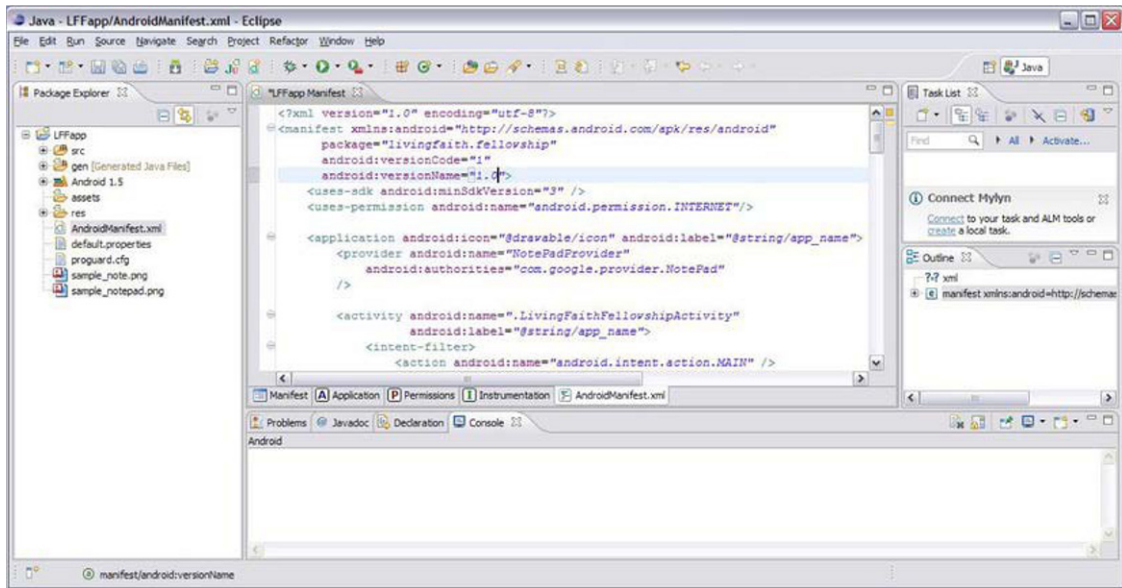 Java - LFFapp/AndroidManifest.xml - Eclipse
File Edit Run Source Navigate Search Project Refactor Window Help
Java
Package Explorer
LFFapp
src
gen [Generated Java Files]
Android 1.5
assets
res
AndroidManifest.xml
default.properties
proguard.cfg
sample_note.png
sample_notepad.png
*LFFapp Manifest
<?xml version="1.0" encoding="utf-8"?>
<manifest xmlns:android="http://schemas.android.com/apk/res/android"
package="livingfaith.fellowship"
android:versionCode="1"
android:versionName="1.0">
<uses-sdk android:minSdkVersion="3" />
<uses-permission android:name="android.permission.INTERNET"/>
<application android:icon="@drawable/icon" android:label="@string/app_name">
<provider android:name="NotePadProvider"
android:authorities="com.google.provider.NotePad"
/>
<activity android:name=".LivingFaithFellowshipActivity"
android:label="@string/app_name">
<intent-filter>
<action android:name="android.intent.action.MAIN" />
Manifest A Application P Permissions I Instrumentation AndroidManifest.xml
Task List
Find All Activate...
Connect Mylyn
Connect to your task and ALM tools or
create a local task.
Outline
?-? xml
e manifest xmlns:android=http://schemas
Problems @ Javadoc Declaration Console
Android
manifest/android:versionName